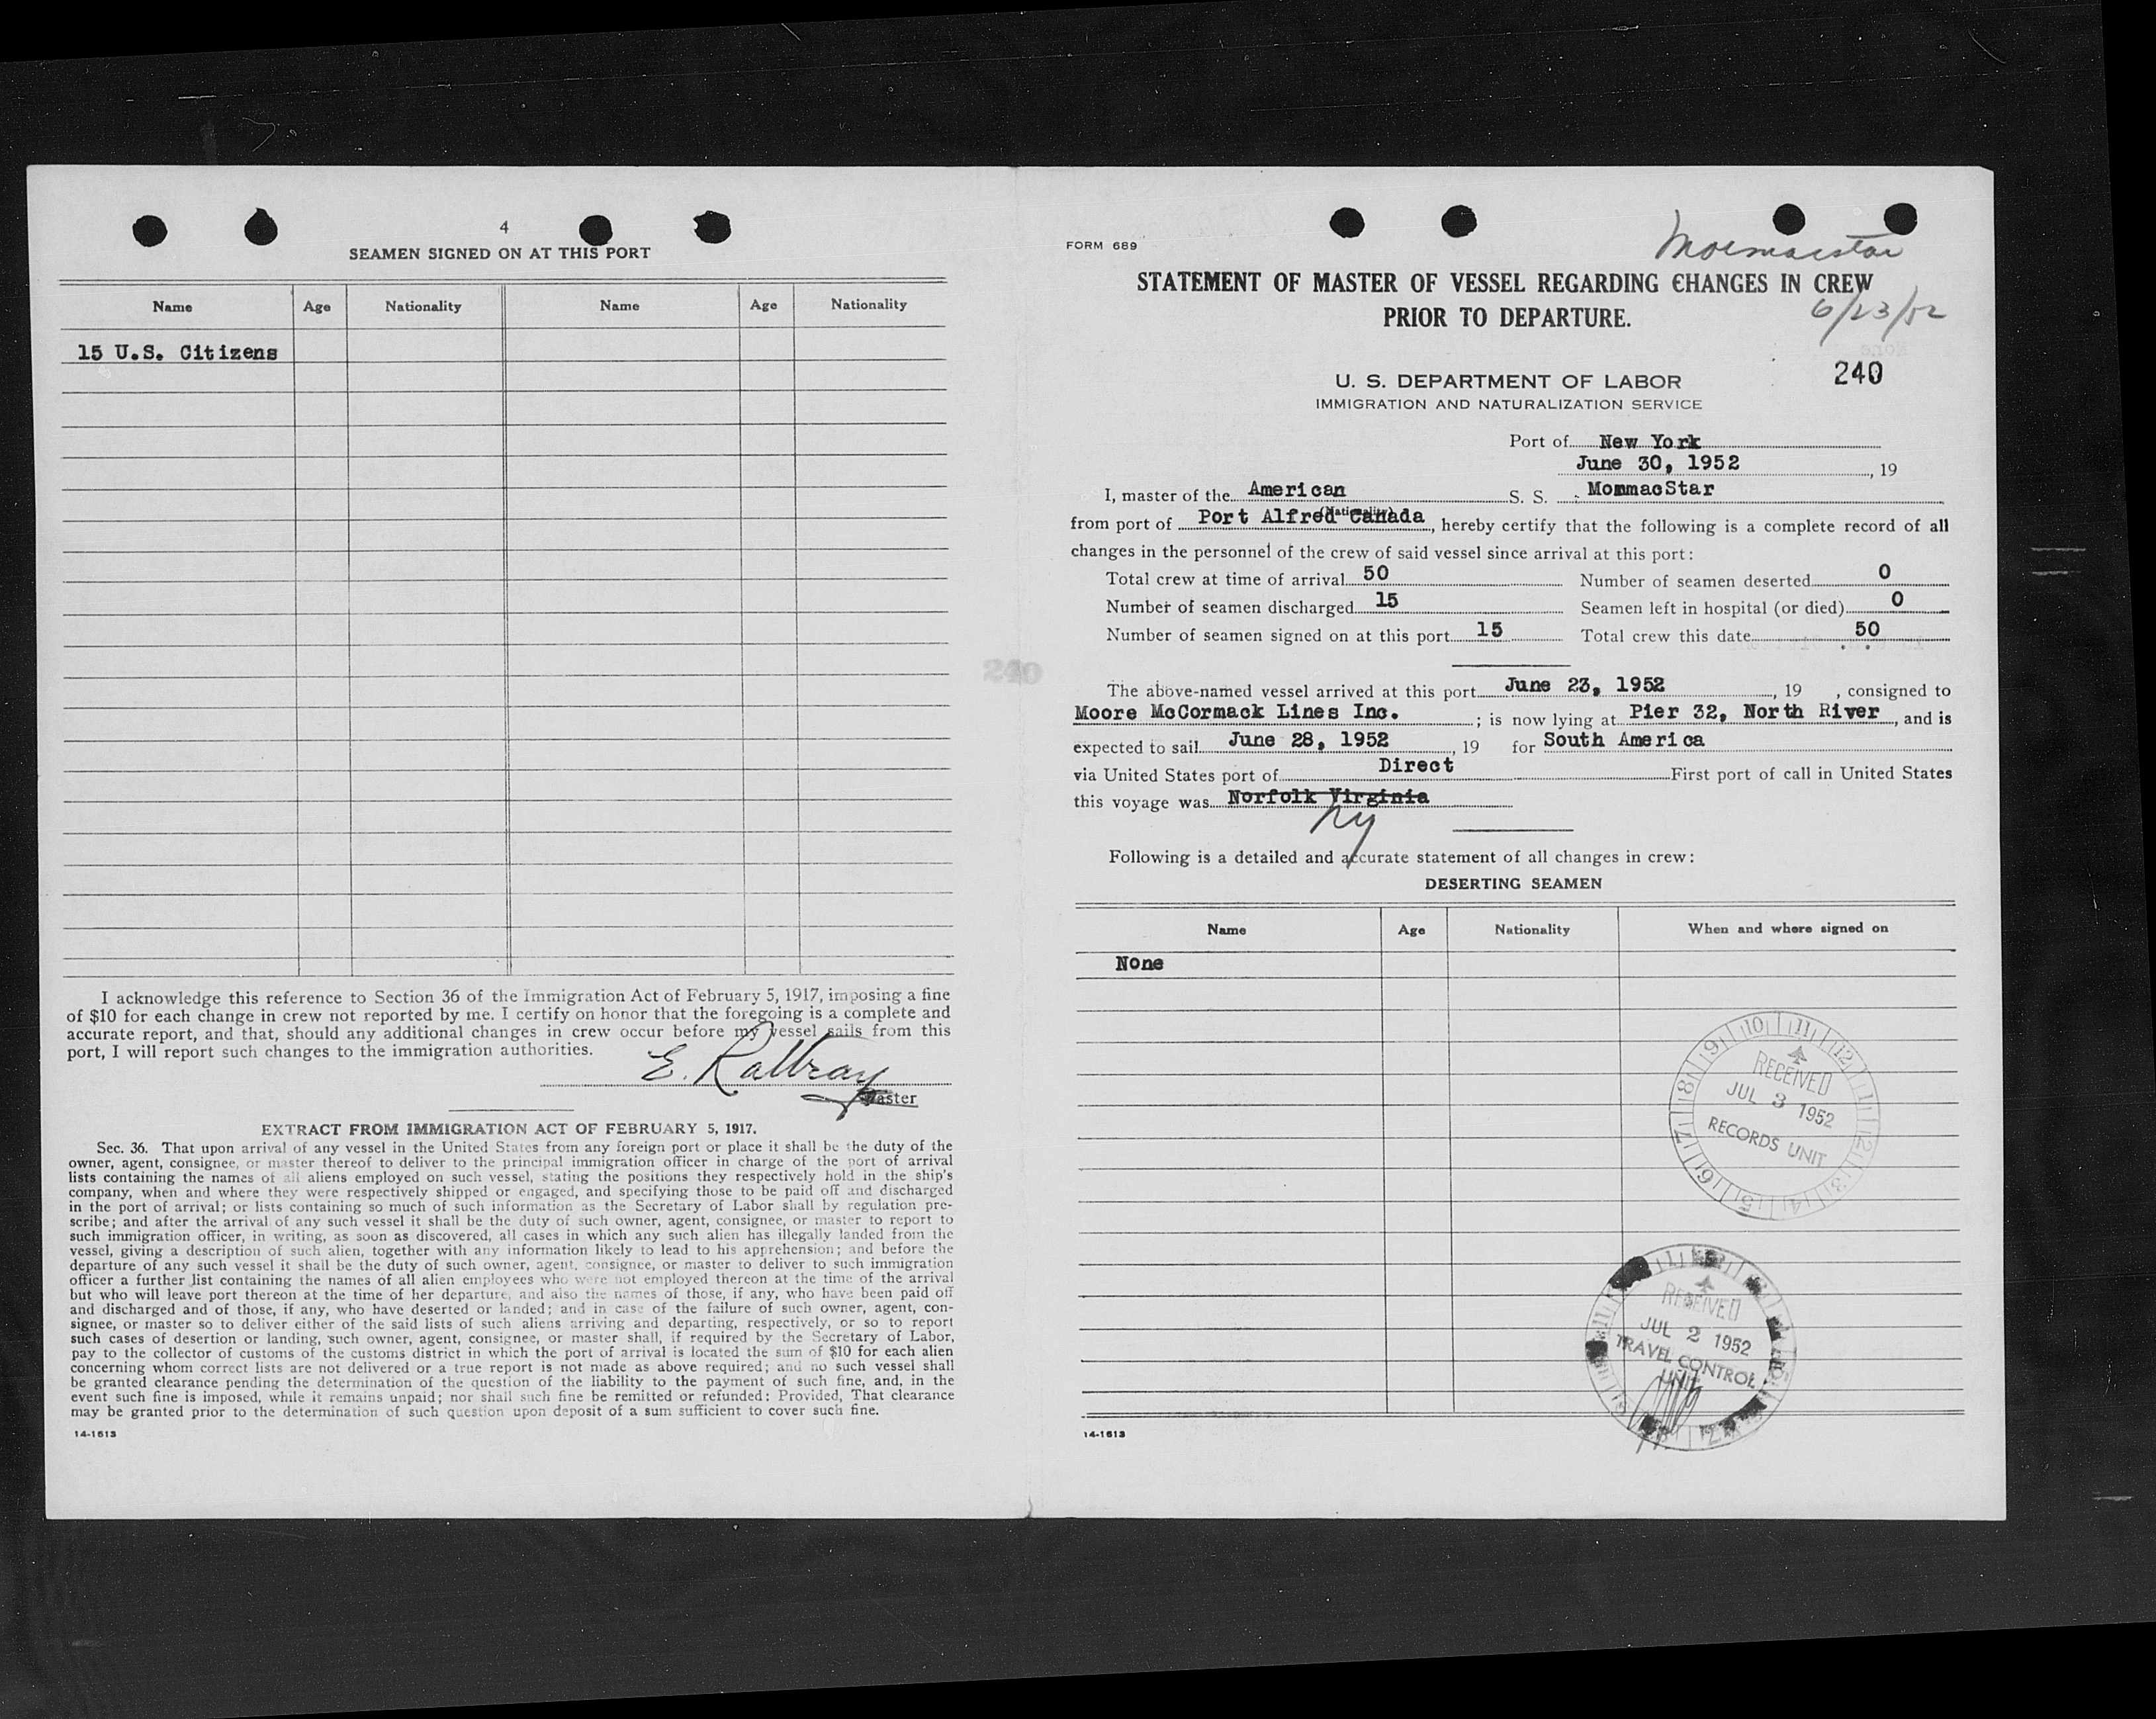 4
SEAMEN SIGNED ON AT THIS PORT
Name Age Nationality Name Age Nationality
15 U.S. Citizens
I acknowledge this reference to Section 36 of the Immigration Act of February 5, 1917, imposing a fine
of $10 for each change in crew not reported by me. I certify on honor that the foregoing is a complete and
accurate report, and that, should any additional changes in crew occur before my vessel sails from this
port, I will report such changes to the immigration authorities.
E.
Master
EXTRACT FROM IMMIGRATION ACT OF FEBRUARY 5, 1917.
Sec. 36. That upon arrival of any vessel in the United States from any foreign port or place it shall be the duty of the
owner, agent, consignee, or master thereof to deliver to the principal immigration officer in charge of the port of arrival
lists containing the names of all aliens employed on such vessel, stating the positions they respectively hold in the ship's
company, when and where they were respectively shipped or engaged, and specifying those to be paid off and discharged
in the port of arrival; or lists containing so much of such information as the Secretary of Labor shall by regulation pre-
scribe; and after the arrival of any such vessel it shall be the duty of such owner, agent, consignee, or master to report to
such immigration officer, in writing, as soon as discovered, all cases in which any such alien has illegally landed from the
vessel, giving a description of such alien, together with any information likely to lead to his apprehension; and before the
departure of any such vessel it shall be the duty of such owner, agent, consignee, or master to deliver to such immigration
officer a further list containing the names of all alien employees who were not employed thereon at the time of the arrival
but who will leave port thereon at the time of her departure, and also the names of those, if any, who have been paid off
and discharged and of those, if any, who have deserted or landed; and in case of the failure of such owner, agent, con-
signee, or master so to deliver either of the said lists of such aliens arriving and departing, respectively, or so to report
such cases of desertion or landing, such owner, agent, consignee, or master shall, if required by the Secretary of Labor,
pay to the collector of customs of the customs district in which the port of arrival is located the sum of $10 for each alien
concerning whom correct lists are not delivered or a true report is not made as above required; and no such vessel shall
be granted clearance pending the determination of the question of the liability to the payment of such fine, and, in the
event such fine is imposed, while it remains unpaid; nor shall such fine be remitted or refunded: Provided, That clearance
may be granted prior to the determination of such question upon deposit of a sum sufficient to cover such fine.
14-1613
240
FORM 689
Mormacstar
STATEMENT OF MASTER OF VESSEL REGARDING CHANGES IN CREW
PRIOR TO DEPARTURE.
6/23/52
240
U. S. DEPARTMENT OF LABOR
IMMIGRATION AND NATURALIZATION SERVICE
Port of New York
June 30, 1952, 19
I, master of the American S. S. MommacStar
(Nationality)
from port of Port Alfred Canada, hereby certify that the following is a complete record of all
changes in the personnel of the crew of said vessel since arrival at this port:
Total crew at time of arrival 50 Number of seamen deserted 0
Number of seamen discharged 15 Seamen left in hospital (or died) 0
Number of seamen signed on at this port 15 Total crew this date 50
The above-named vessel arrived at this port June 23, 1952, 19 , consigned to
Moore McCormack Lines Inc. ; is now lying at Pier 32, North River, and is
expected to sail June 28, 1952, 19 for South America
via United States port of Direct First port of call in United States
this voyage was Norfolk Virginia
ny
Following is a detailed and accurate statement of all changes in crew:
DESERTING SEAMEN
Name Age Nationality When and where signed on
None
RECEIVED
JUL 3 1952
RECORDS UNIT
RECEIVED
JUL 2 1952
TRAVEL CONTROL
UNIT
14-1613